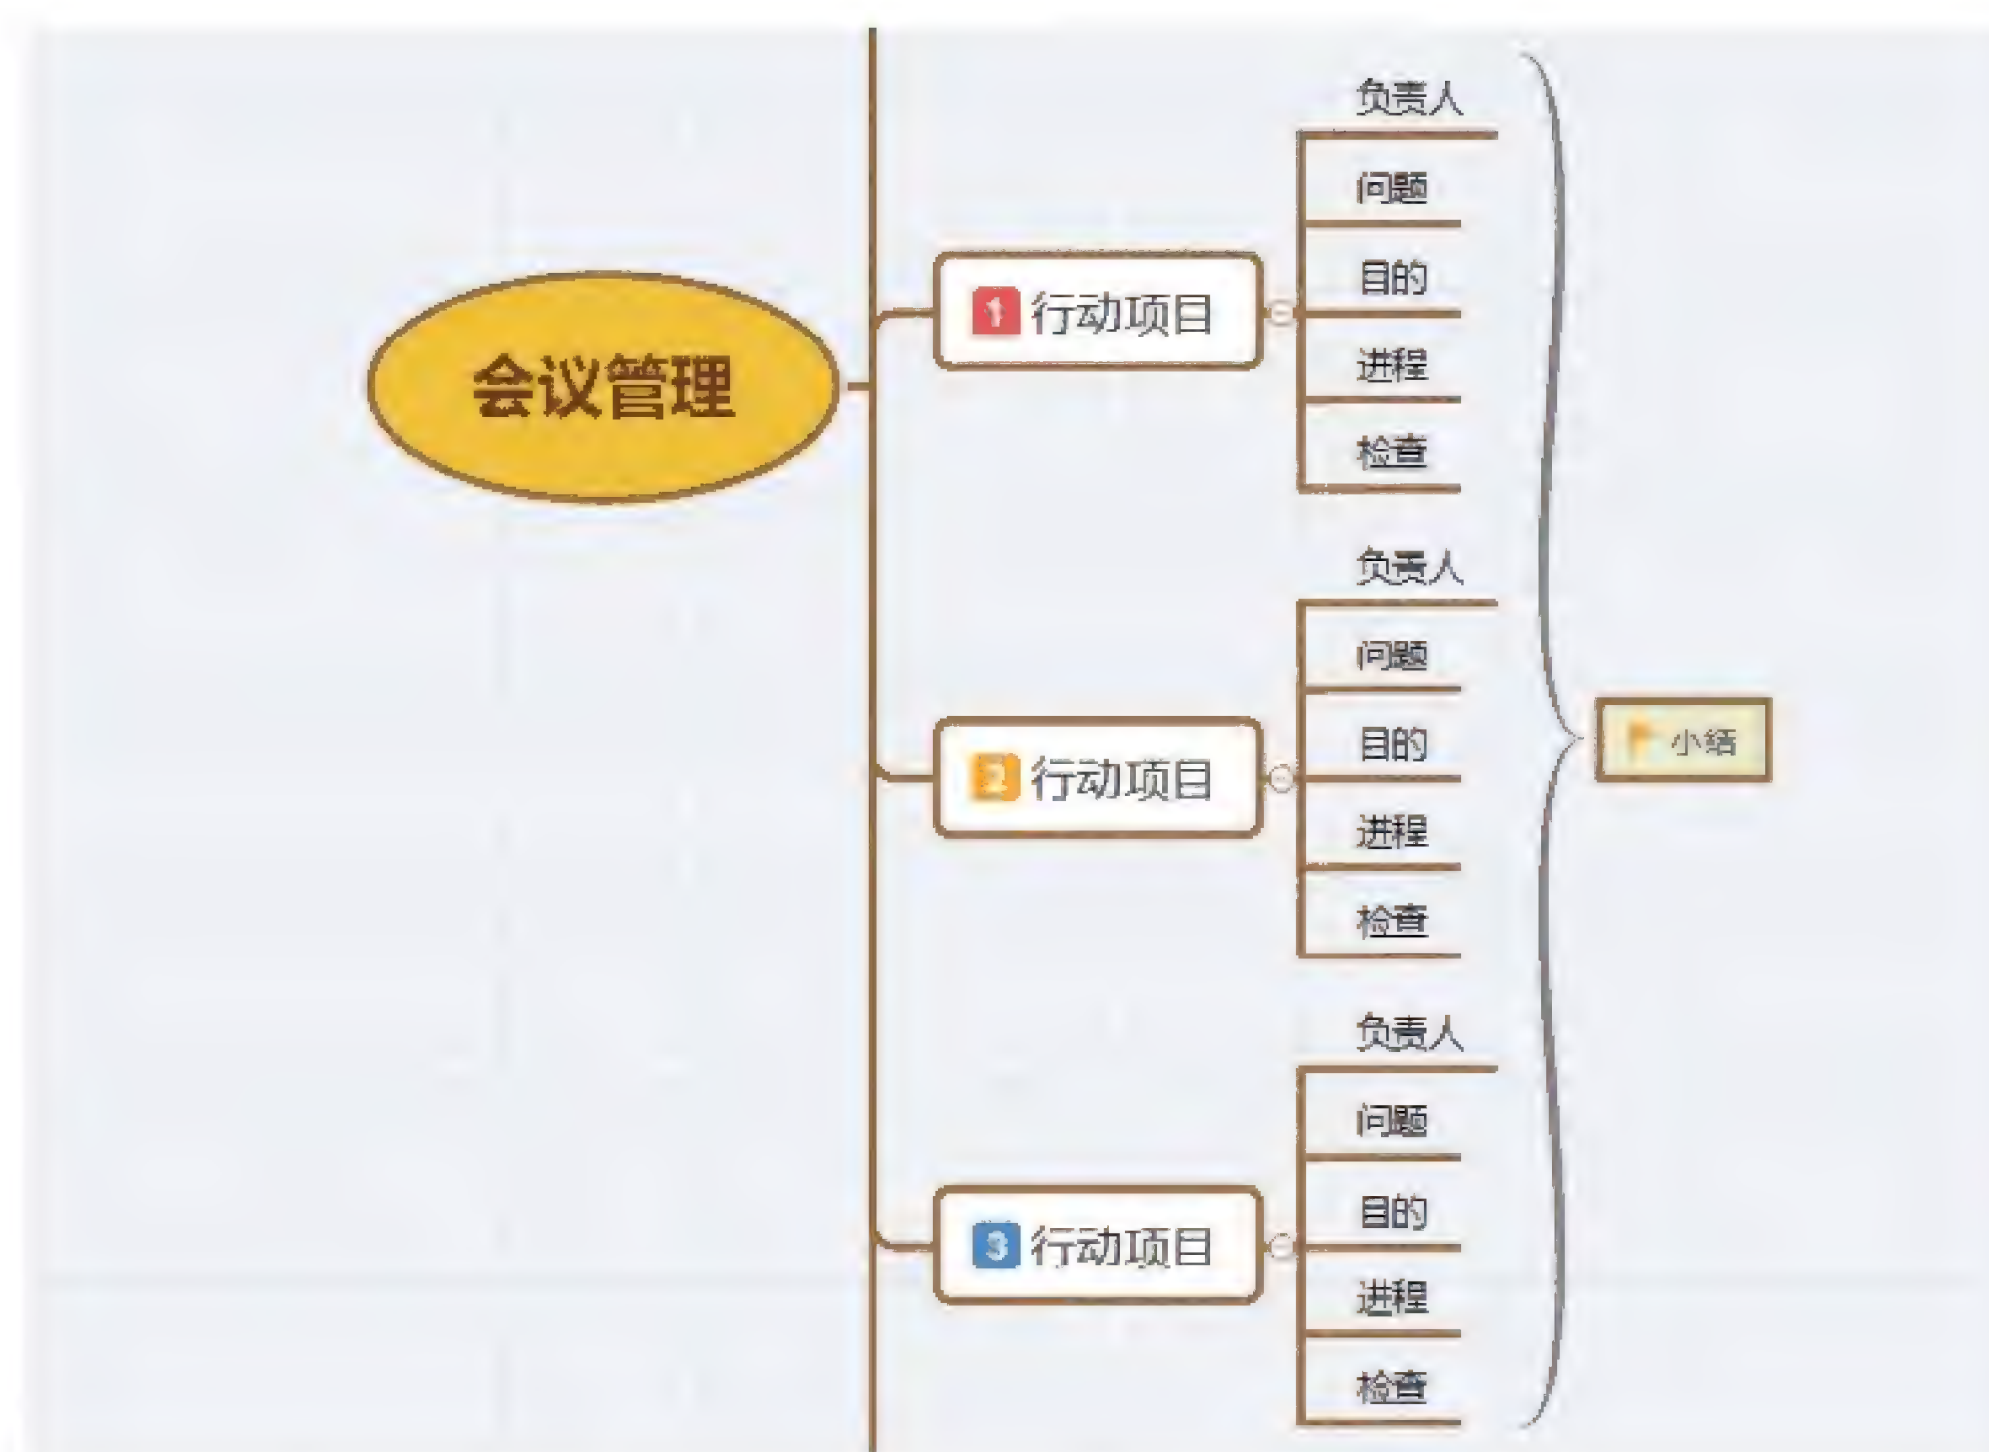 会议管理
1 行动项目
负责人
问题
目的
进程
检查
2 行动项目
负责人
问题
目的
进程
检查
3 行动项目
负责人
问题
目的
进程
检查
小结